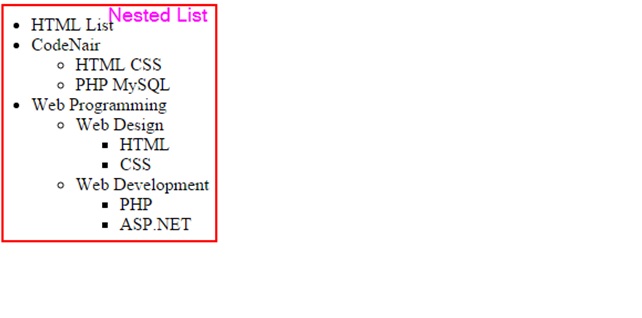 Nested List
HTML List
CodeNair
HTML CSS
PHP MySQL
Web Programming
Web Design
HTML
CSS
Web Development
PHP
ASP.NET